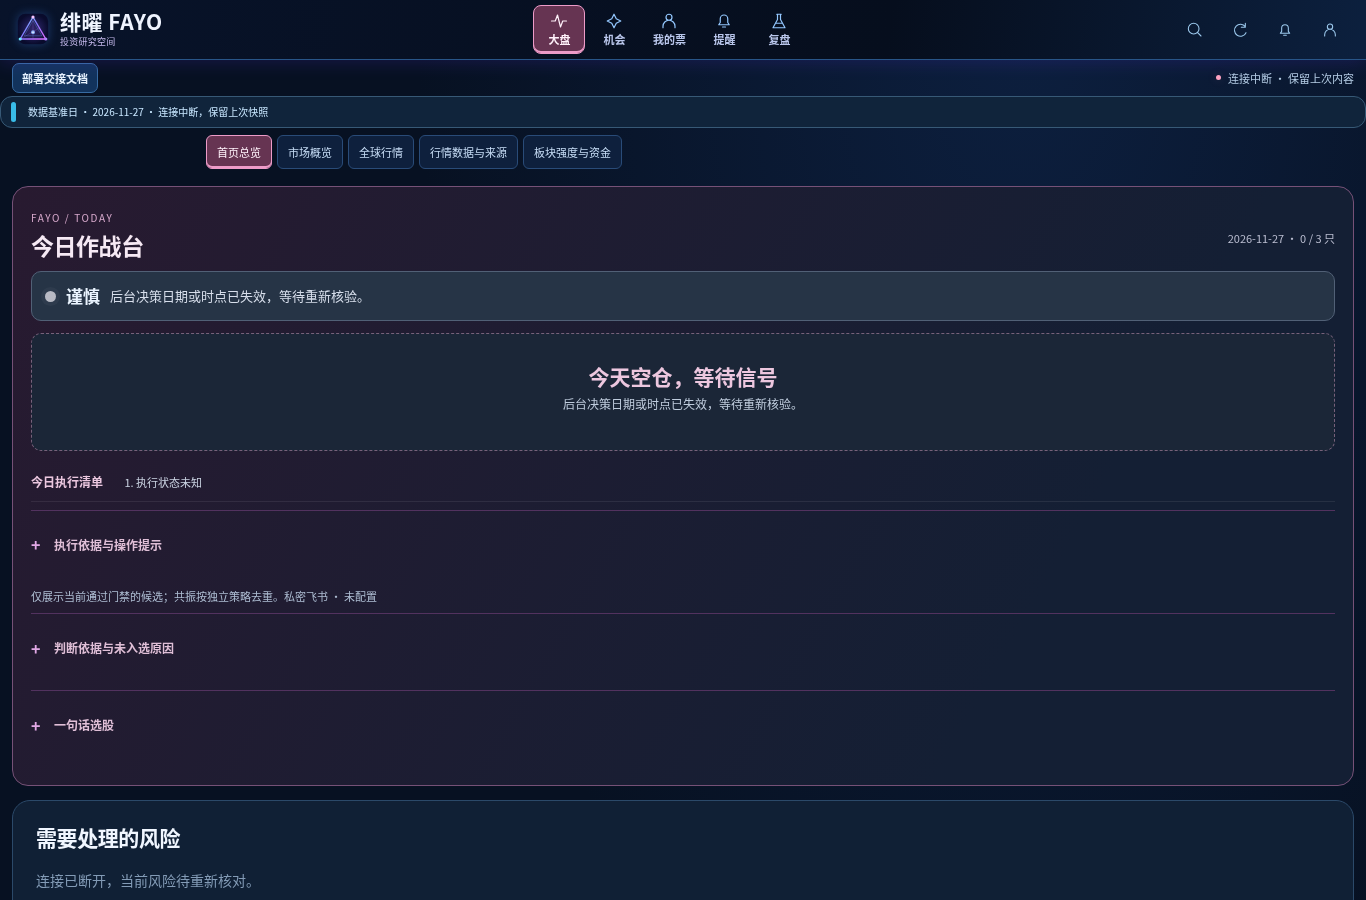 绯曜 FAYO
投资研究空间
大盘
机会
我的票
提醒
复盘
部署交接文档
连接中断 · 保留上次内容
数据基准日 · 2026-11-27 · 连接中断，保留上次快照
首页总览
市场概览
全球行情
行情数据与来源
板块强度与资金
FAYO / TODAY
今日作战台
2026-11-27 · 0 / 3 只
谨慎 后台决策日期或时点已失效，等待重新核验。
今天空仓，等待信号
后台决策日期或时点已失效，等待重新核验。
今日执行清单 1. 执行状态未知
+ 执行依据与操作提示
仅展示当前通过门禁的候选；共振按独立策略去重。私密飞书 · 未配置
+ 判断依据与未入选原因
+ 一句话选股
需要处理的风险
连接已断开，当前风险待重新核对。